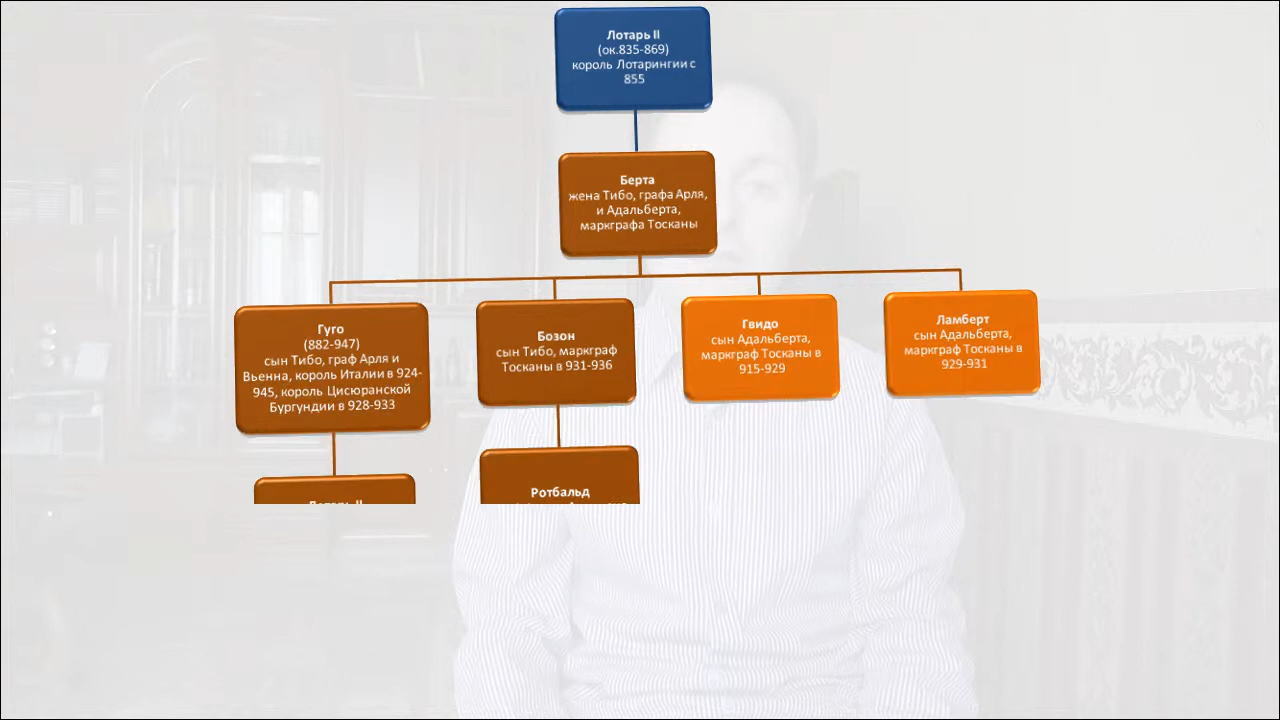 Лотарь II
(ок.835-869)
король Лотарингии с
855
Берта
жена Тибо, графа Арля,
и Адальберта,
маркграфа Тосканы
Гуго
(882-947)
сын Тибо, граф Арля и
Вьенна, король Италии в 924-
945, король Цисюранской
Бургундии в 928-933
Бозон
сын Тибо, маркграф
Тосканы в 931-936
Гвидо
сын Адальберта,
маркграф Тосканы в
915-929
Ламберт
сын Адальберта,
маркграф Тосканы в
929-931
Лотарь II
Ротбальд